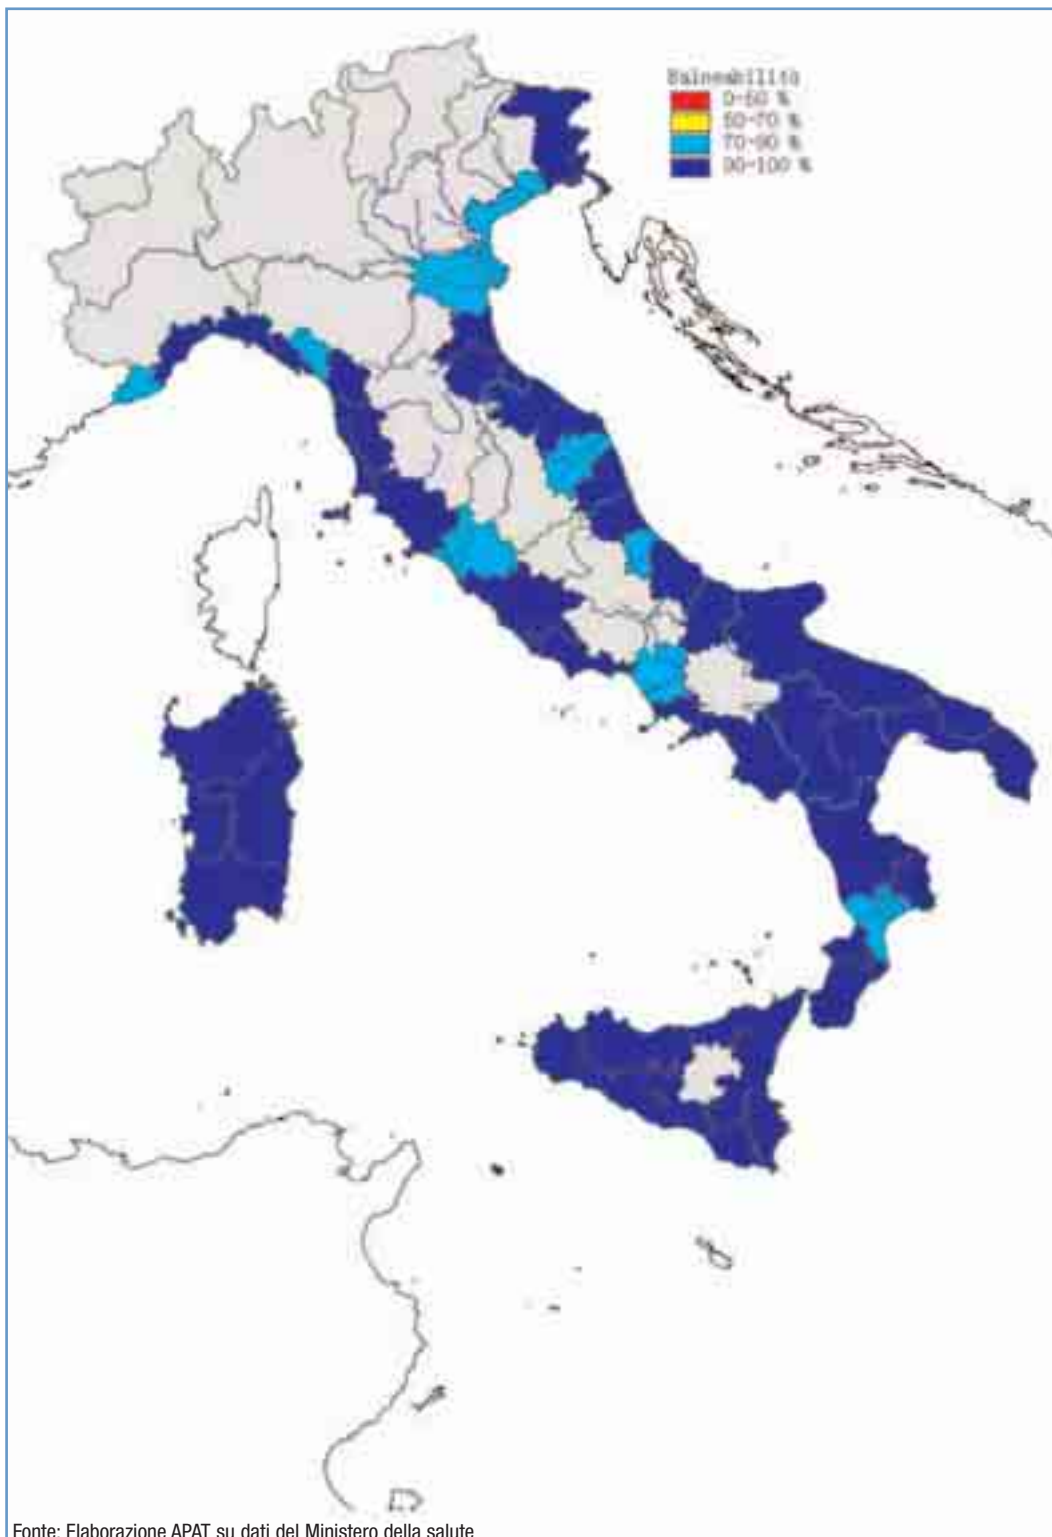 Balneabilità
0-50 %
50-70 %
70-90 %
90-100 %
Fonte: Elaborazione APAT su dati del Ministero della salute